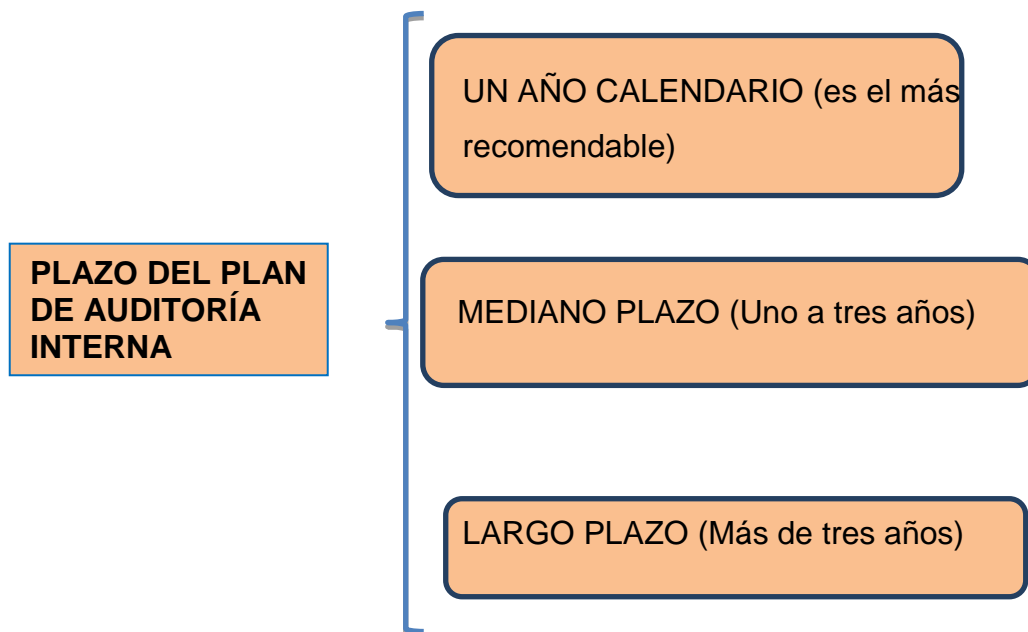 PLAZO DEL PLAN
DE AUDITORÍA
INTERNA
UN AÑO CALENDARIO (es el más
recomendable)
MEDIANO PLAZO (Uno a tres años)
LARGO PLAZO (Más de tres años)